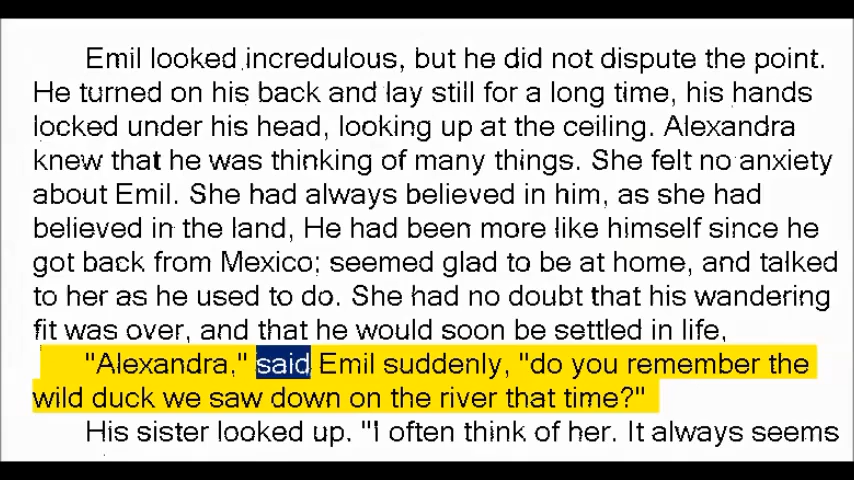 Emil looked incredulous, but he did not dispute the point.
He turned on his back and lay still for a long time, his hands
locked under his head, looking up at the ceiling. Alexandra
knew that he was thinking of many things. She felt no anxiety
about Emil. She had always believed in him, as she had
believed in the land, He had been more like himself since he
got back from Mexico; seemed glad to be at home, and talked
to her as he used to do. She had no doubt that his wandering
fit was over, and that he would soon be settled in life,
"Alexandra," said Emil suddenly, "do you remember the
wild duck we saw down on the river that time?"
His sister looked up. "I often think of her. It always seems